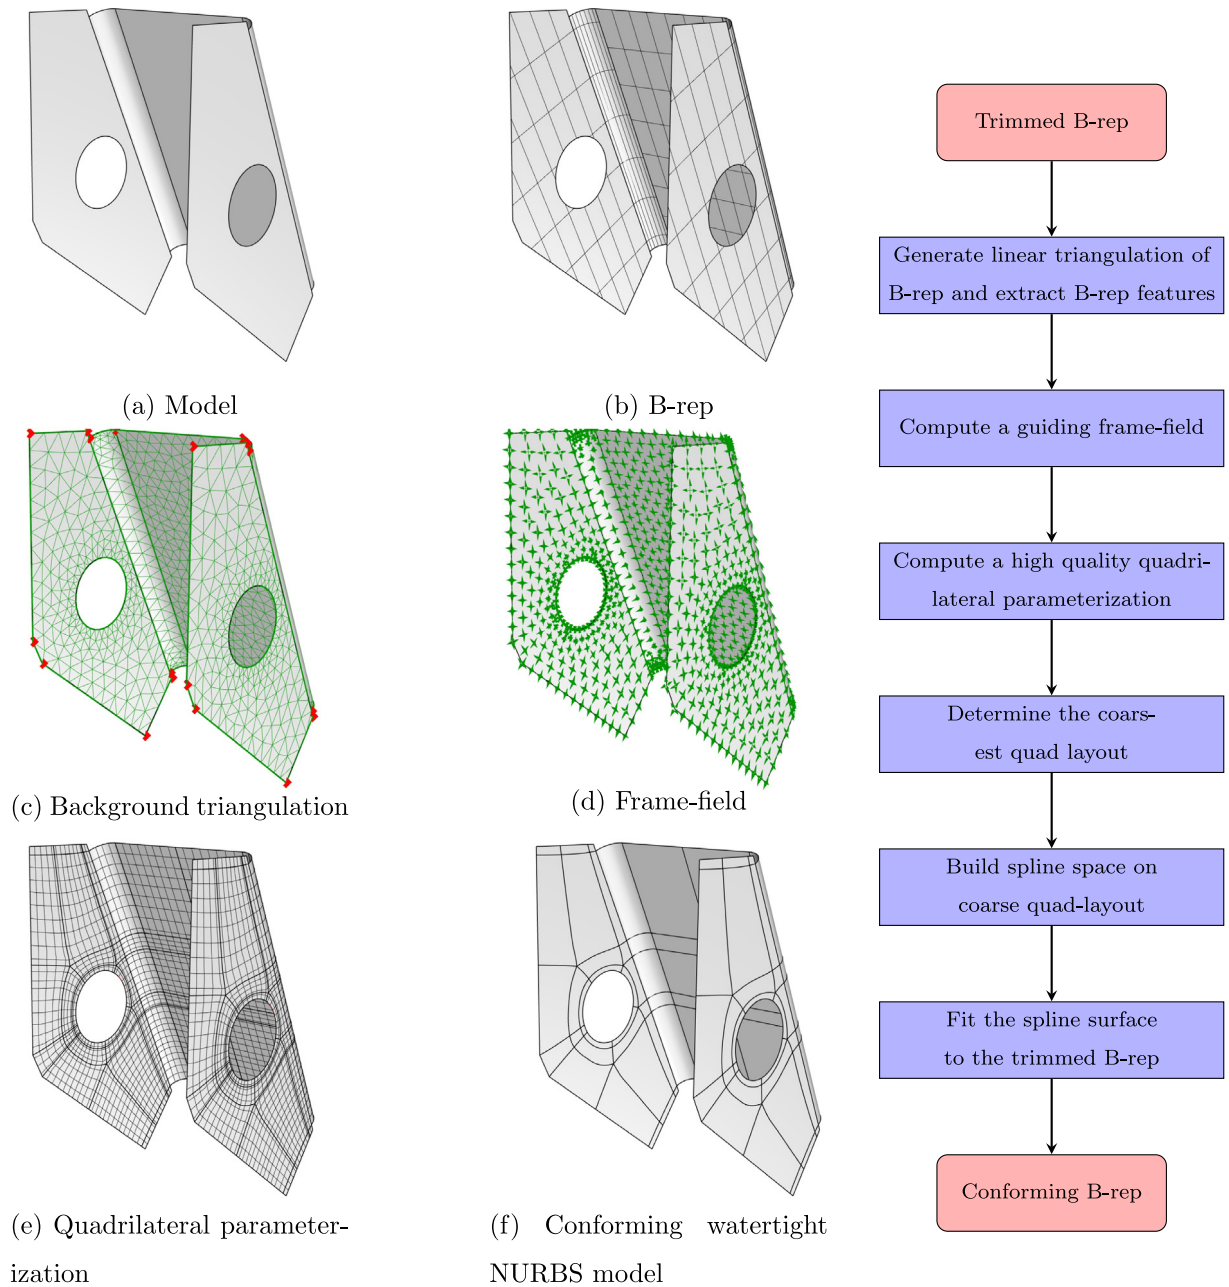 (a) Model
(b) B-rep
(c) Background triangulation
(d) Frame-field
(e) Quadrilateral parameter-
ization
(f) Conforming watertight
NURBS model
Trimmed B-rep
Generate linear triangulation of
B-rep and extract B-rep features
Compute a guiding frame-field
Compute a high quality quadri-
lateral parameterization
Determine the coars-
est quad layout
Build spline space on
coarse quad-layout
Fit the spline surface
to the trimmed B-rep
Conforming B-rep